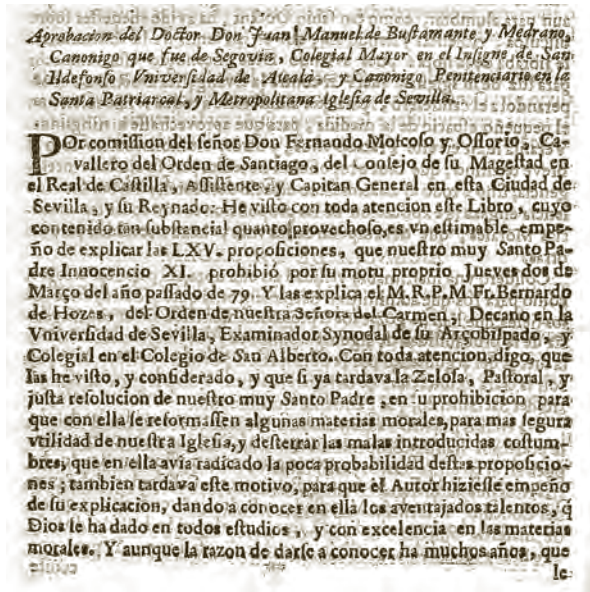 Aprobacion del Doctor Don Juan Manuel de Buſtamante y Medrano,
Canonigo que fue de Segovia, Colegial Mayor en el Inſigne de San
Ildefonſo Vniverſidad de Alcalà, y Canonigo Penitenciario en la
Santa Patriarcal, y Metropolitana Igleſia de Sevilla.
POr comiſſion del ſeñor Don Fernando Moſcoſo y Oſſorio, Ca-
vallero del Orden de Santiago, del Conſejo de ſu Mageſtad en
el Real de Caſtilla, Aſſiſtente, y Capitan General en eſta Ciudad de
Sevilla, y ſu Reynado: He viſto con toda atencion eſte Libro, cuyo
contenido tan ſubſtancial quanto provechoſo, es vn eſtimable empe-
ño de explicar las LXV. propoſiciones, que nueſtro muy Santo Pa-
dre Innocencio XI. prohibiò por ſu motu proprio Jueves dos de
Março del año paſſado de 79. Y las explica el M.R.P.M Fr. Bernardo
de Hozes, del Orden de nueſtra Señora del Carmen, Decano en la
Vniverſidad de Sevilla, Examinador Synodal de ſu Arçobiſpado, y
Colegial en el Colegio de San Alberto. Con toda atencion, digo, que
las he viſto, y conſiderado, y que ſi ya tardava la Zeloſa, Paſtoral, y
juſta reſolucion de nueſtro muy Santo Padre, en ſu prohibicion para
que con ella ſe reformaſſen algunas materias morales, para mas ſegura
vtilidad de nueſtra Igleſia, y deſterrar las malas introducidas coſtum-
bres, que en ella avia radicado la poca probabilidad deſtas propoſicio-
nes; tambien tardava eſte motivo, para que el Autor hizieſſe empeño
de ſu explicacion, dando a conocer en ella los aventajados talentos, q̃
Dios le ha dado en todos eſtudios, y con excelencia en las materias
morales. Y aunque la razon de darſe a conocer ha muchos años, que
le